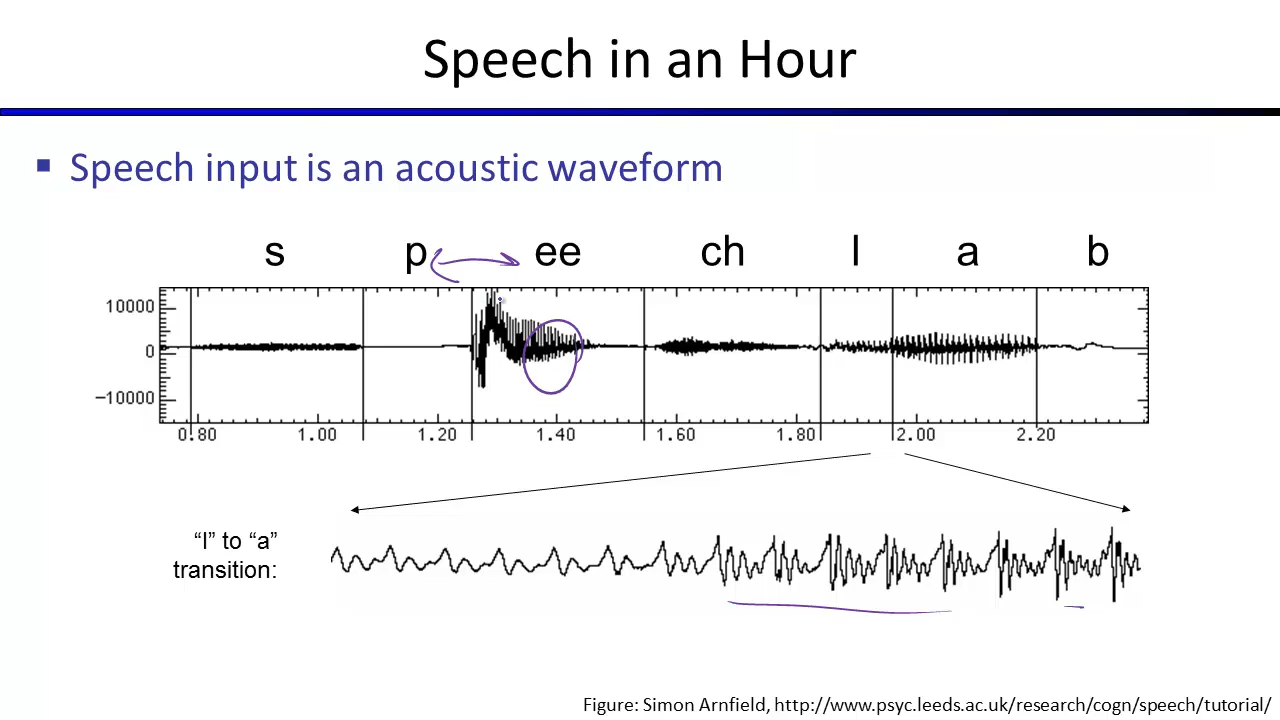 Speech in an Hour
Speech input is an acoustic waveform
s p ee ch l a b
10000
0
−10000
0.80 1.00 1.20 1.40 1.60 1.80 2.00 2.20
“l” to “a”
transition:
Figure: Simon Arnfield, http://www.psyc.leeds.ac.uk/research/cogn/speech/tutorial/